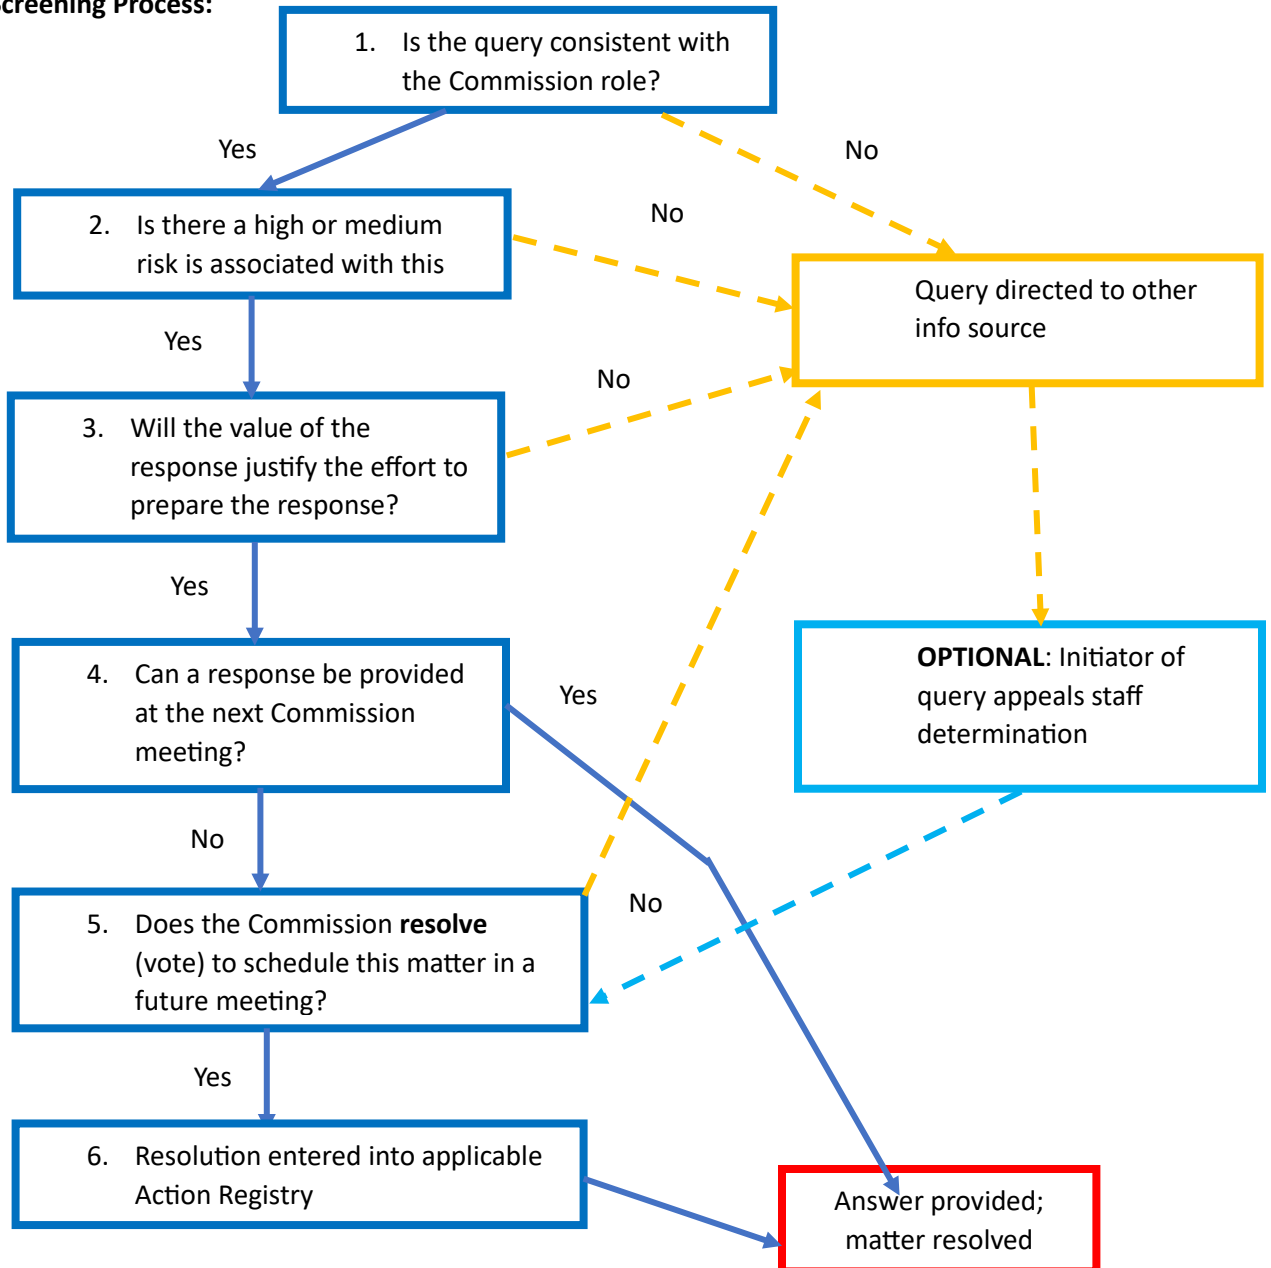 Screening Process:
1. Is the query consistent with
the Commission role?
Yes
No
2. Is there a high or medium
risk is associated with this
No
Query directed to other
info source
Yes
No
3. Will the value of the
response justify the effort to
prepare the response?
Yes
4. Can a response be provided
at the next Commission
meeting?
Yes
OPTIONAL: Initiator of
query appeals staff
determination
No
5. Does the Commission resolve
(vote) to schedule this matter in a
future meeting?
No
Yes
6. Resolution entered into applicable
Action Registry
Answer provided;
matter resolved